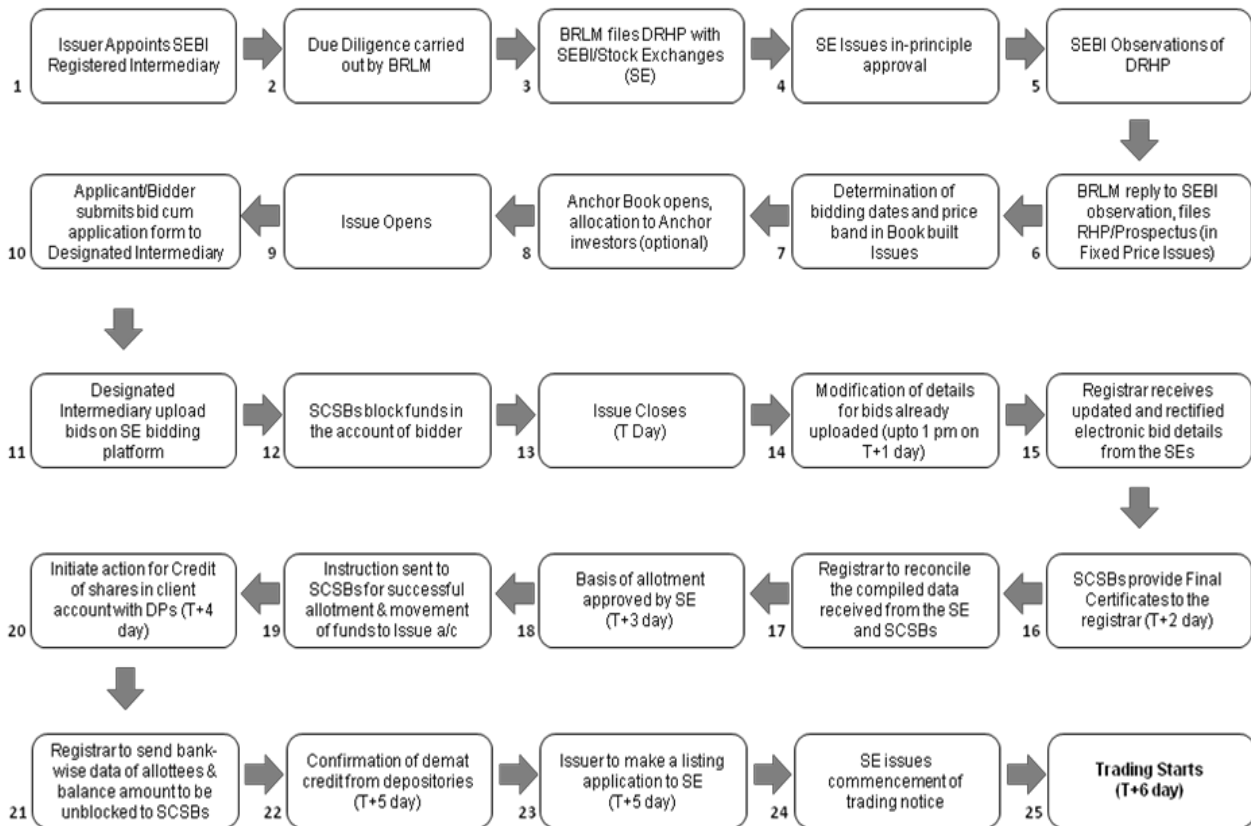 Issuer Appoints SEBI
Registered Intermediary
1
Due Diligence carried
out by BRLM
2
BRLM files DRHP with
SEBI/Stock Exchanges
(SE)
3
SE Issues in-principle
approval
4
SEBI Observations of
DRHP
5
BRLM reply to SEBI
observation, files
RHP/Prospectus (in
Fixed Price Issues)
6
Determination of
bidding dates and price
band in Book built
Issues
7
Anchor Book opens,
allocation to Anchor
investors (optional)
8
Issue Opens
9
Applicant/Bidder
submits bid cum
application form to
Designated Intermediary
10
Designated
Intermediary upload
bids on SE bidding
platform
11
SCSBs block funds in
the account of bidder
12
Issue Closes
(T Day)
13
Modification of details
for bids already
uploaded (upto 1 pm on
T+1 day)
14
Registrar receives
updated and rectified
electronic bid details
from the SEs
15
SCSBs provide Final
Certificates to the
registrar (T+2 day)
16
Registrar to reconcile
the compiled data
received from the SE
and SCSBs
17
Basis of allotment
approved by SE
(T+3 day)
18
Instruction sent to
SCSBs for successful
allotment & movement
of funds to Issue a/c
19
Initiate action for Credit
of shares in client
account with DPs (T+4
day)
20
Registrar to send bank-
wise data of allottees &
balance amount to be
unblocked to SCSBs
21
Confirmation of demat
credit from depositories
(T+5 day)
22
Issuer to make a listing
application to SE
(T+5 day)
23
SE issues
commencement of
trading notice
24
Trading Starts
(T+6 day)
25